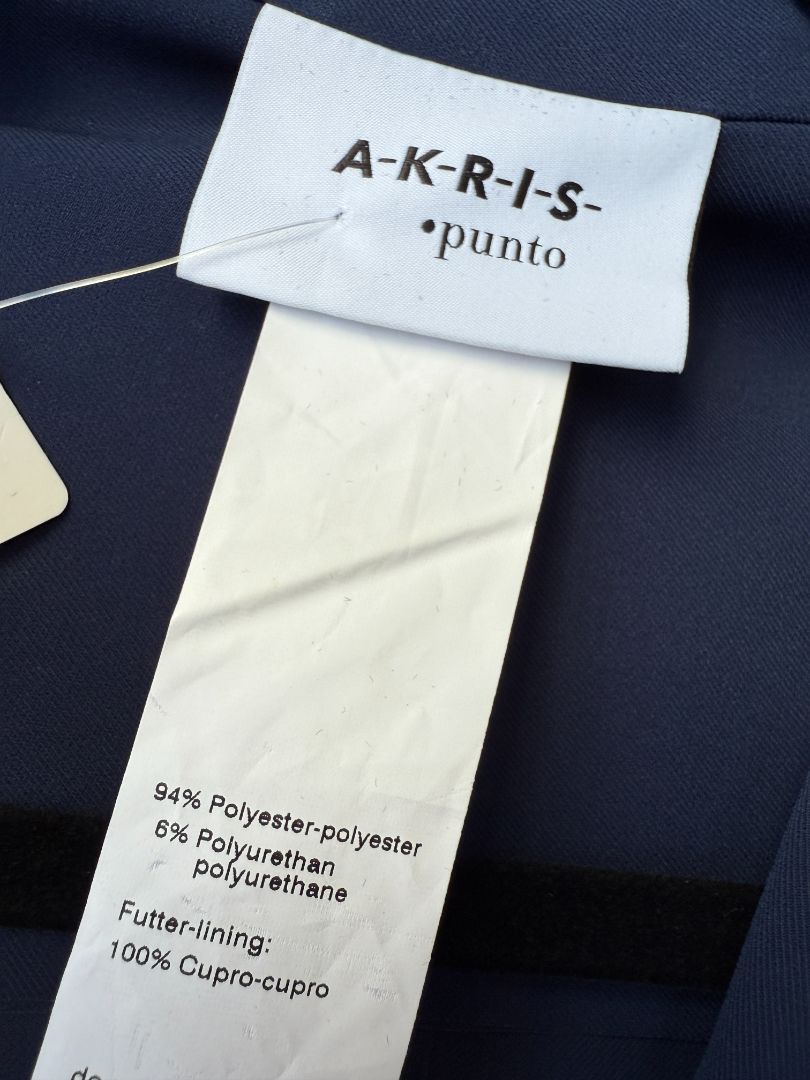 A-K-R-I-S-
•punto
94% Polyester-polyester
6% Polyurethan
polyurethane
Futter-lining:
100% Cupro-cupro